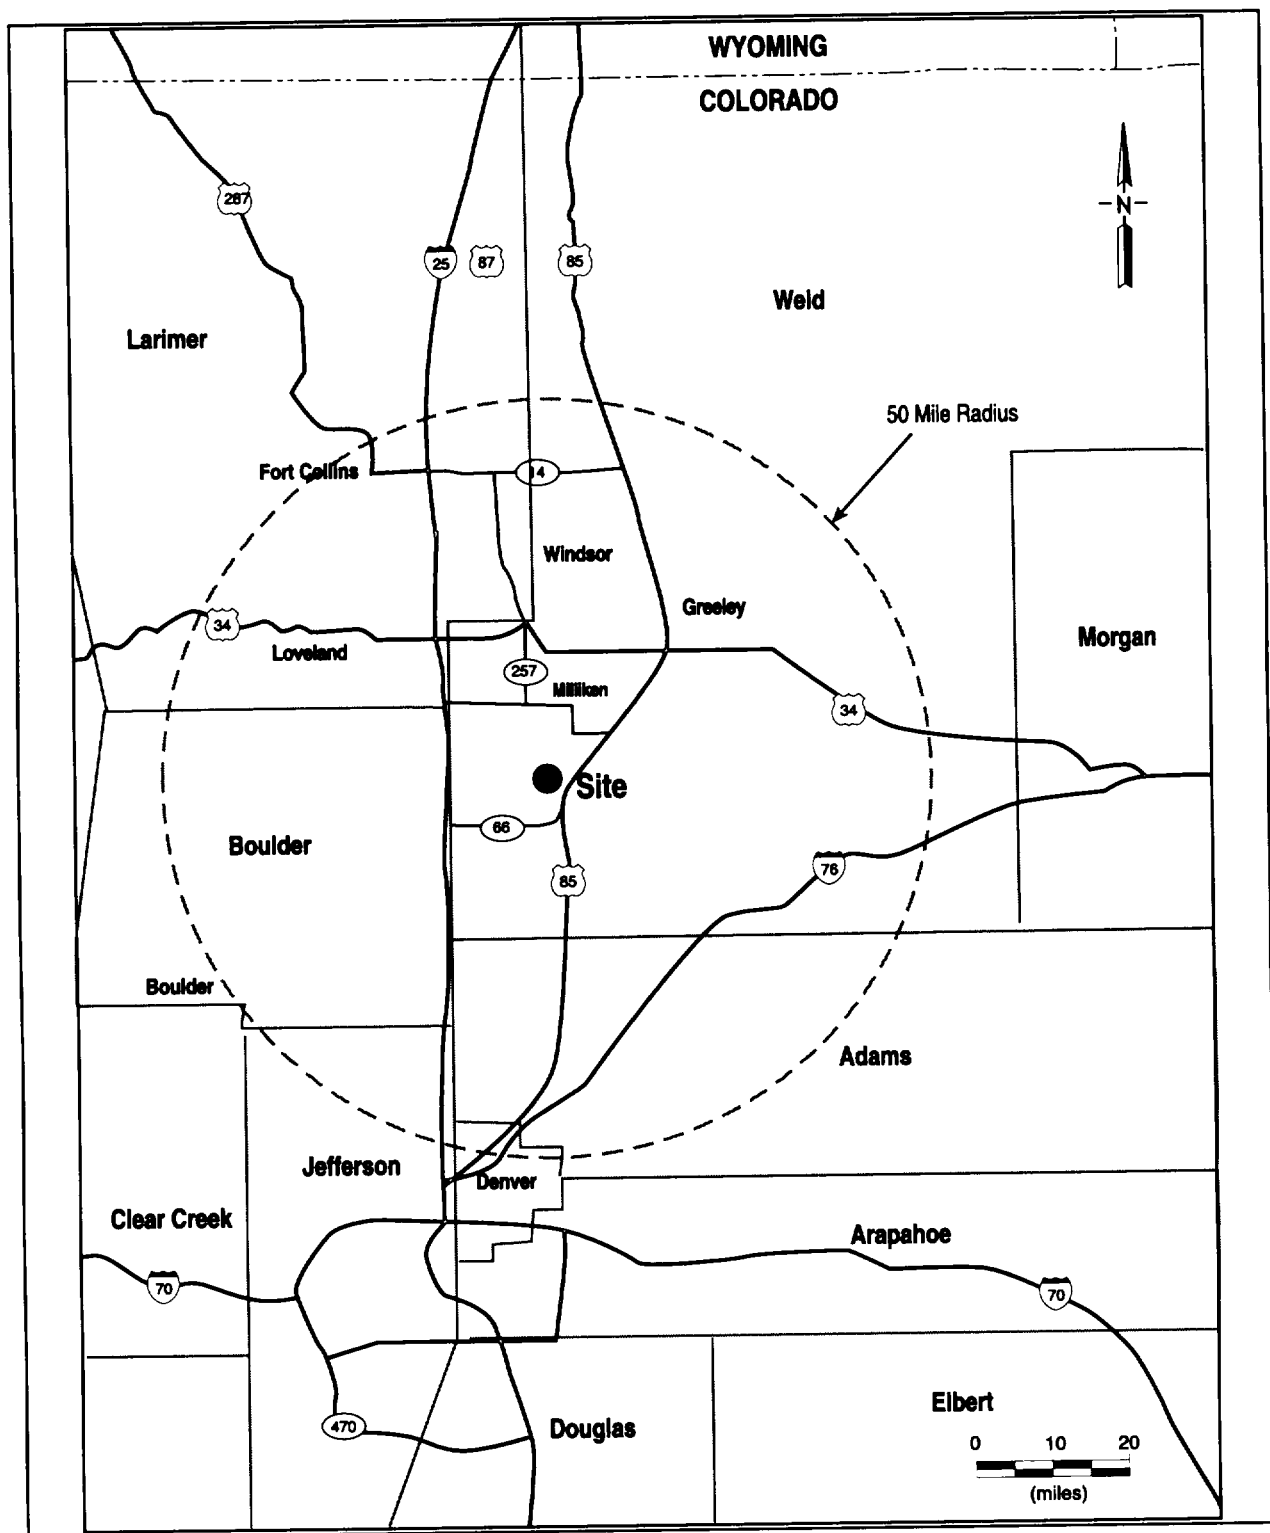 WYOMING
COLORADO
287
N
25
87
85
Weld
Larimer
50 Mile Radius
Fort Collins
14
Windsor
Greeley
34
Morgan
Loveland
257
Milliken
34
Site
66
Boulder
76
85
Boulder
Adams
Jefferson
Denver
Clear Creek
Arapahoe
70
70
Elbert
470
Douglas
0 10 20
(miles)